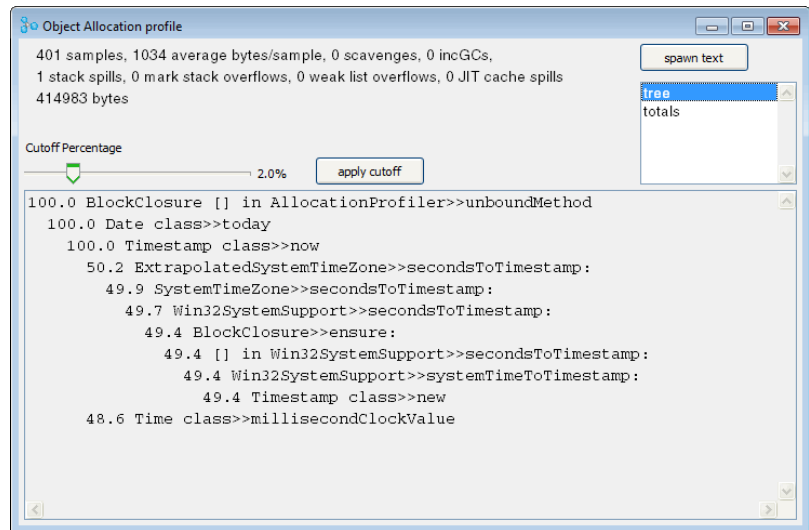 Object Allocation profile
401 samples, 1034 average bytes/sample, 0 scavenges, 0 incGCs,
1 stack spills, 0 mark stack overflows, 0 weak list overflows, 0 JIT cache spills
414983 bytes
spawn text
tree
totals
Cutoff Percentage
2.0%
apply cutoff
100.0 BlockClosure [] in AllocationProfiler>>unboundMethod
100.0 Date class>>today
100.0 Timestamp class>>now
50.2 ExtrapolatedSystemTimeZone>>secondsToTimestamp:
49.9 SystemTimeZone>>secondsToTimestamp:
49.7 Win32SystemSupport>>secondsToTimestamp:
49.4 BlockClosure>>ensure:
49.4 [] in Win32SystemSupport>>secondsToTimestamp:
49.4 Win32SystemSupport>>systemTimeToTimestamp:
49.4 Timestamp class>>new
48.6 Time class>>millisecondClockValue